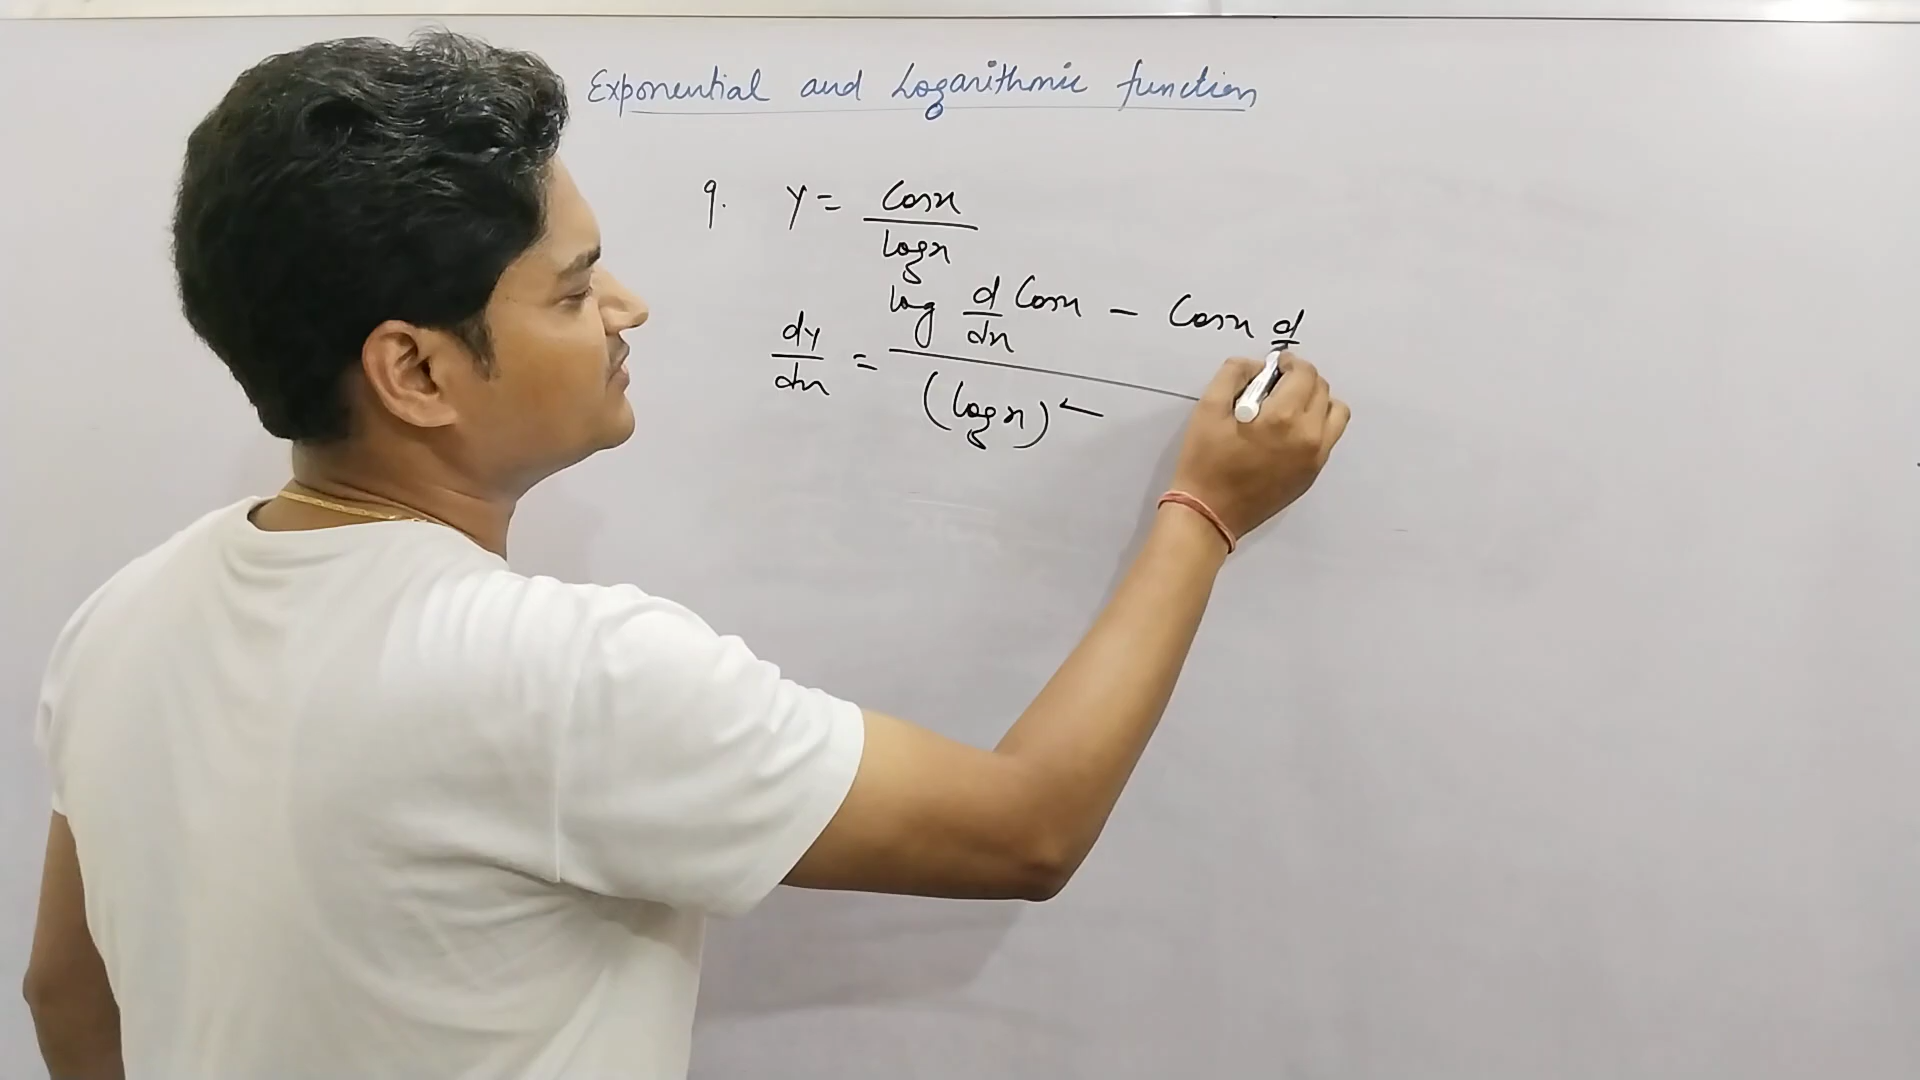 Exponential and Logarithmic function
9. y = Cosx / logx
dy/dx = log d/dx Cosx - Cosx d / (logx)²